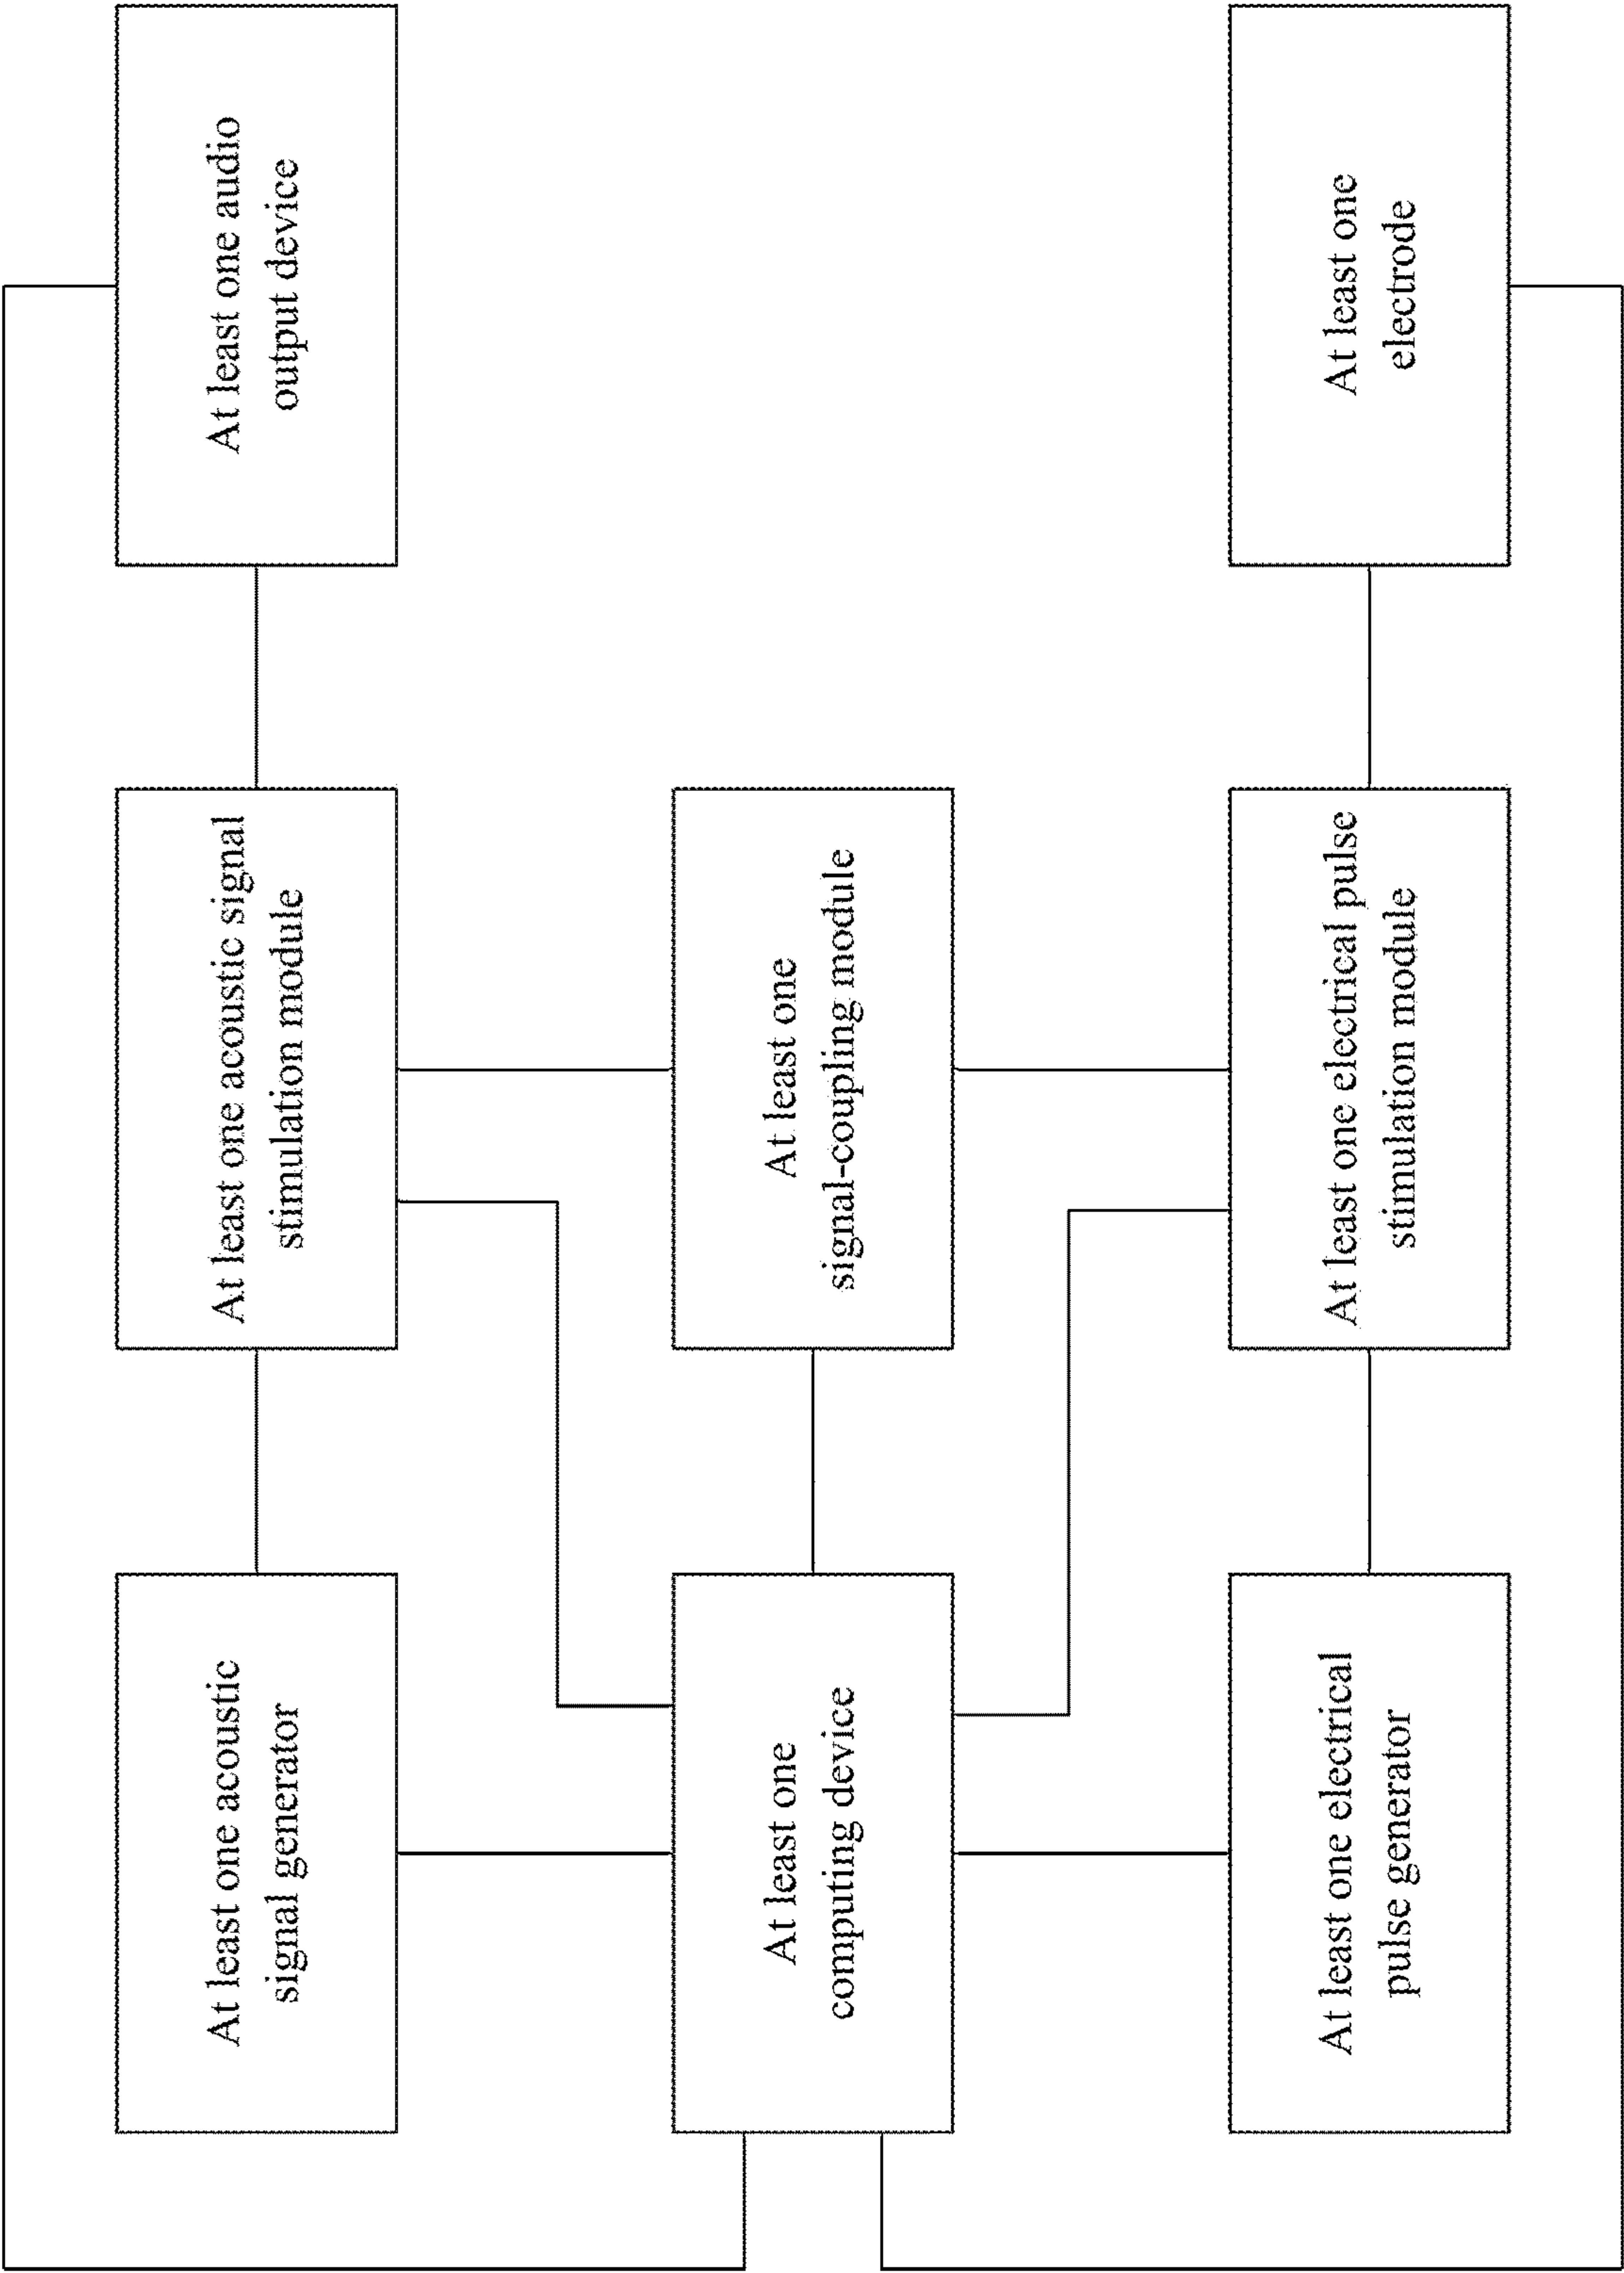 At least one acoustic
signal generator
At least one acoustic signal
stimulation module
At least one audio
output device
At least one
computing device
At least one
signal-coupling module
At least one electrical
pulse generator
At least one electrical pulse
stimulation module
At least one
electrode